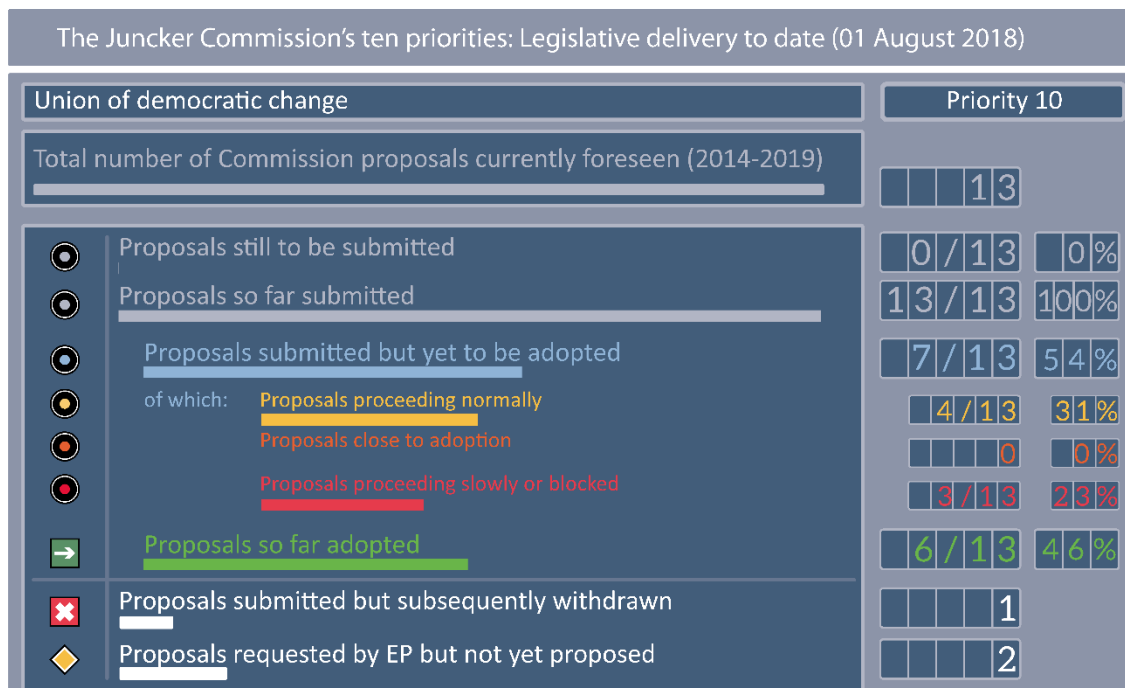 The Juncker Commission's ten priorities: Legislative delivery to date (01 August 2018)
Union of democratic change Priority 10
Total number of Commission proposals currently foreseen (2014-2019) 13
Proposals still to be submitted 0/13 0%
Proposals so far submitted 13/13 100%
Proposals submitted but yet to be adopted 7/13 54%
of which: Proposals proceeding normally 4/13 31%
Proposals close to adoption 0 0%
Proposals proceeding slowly or blocked 3/13 23%
Proposals so far adopted 6/13 46%
Proposals submitted but subsequently withdrawn 1
Proposals requested by EP but not yet proposed 2